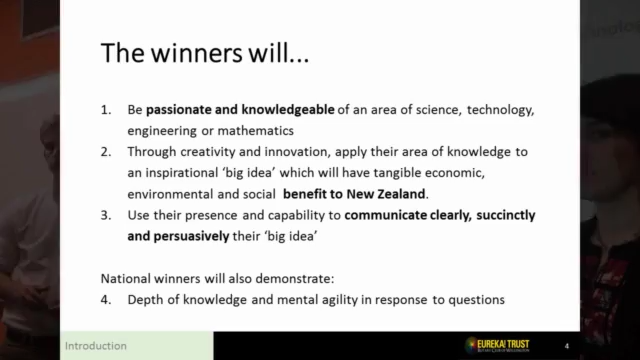 The winners will...
1. Be passionate and knowledgeable of an area of science, technology,
engineering or mathematics
2. Through creativity and innovation, apply their area of knowledge to
an inspirational ‘big idea’ which will have tangible economic,
environmental and social benefit to New Zealand.
3. Use their presence and capability to communicate clearly, succinctly
and persuasively their ‘big idea’
National winners will also demonstrate:
4. Depth of knowledge and mental agility in response to questions
Introduction
EUREKA! TRUST
4